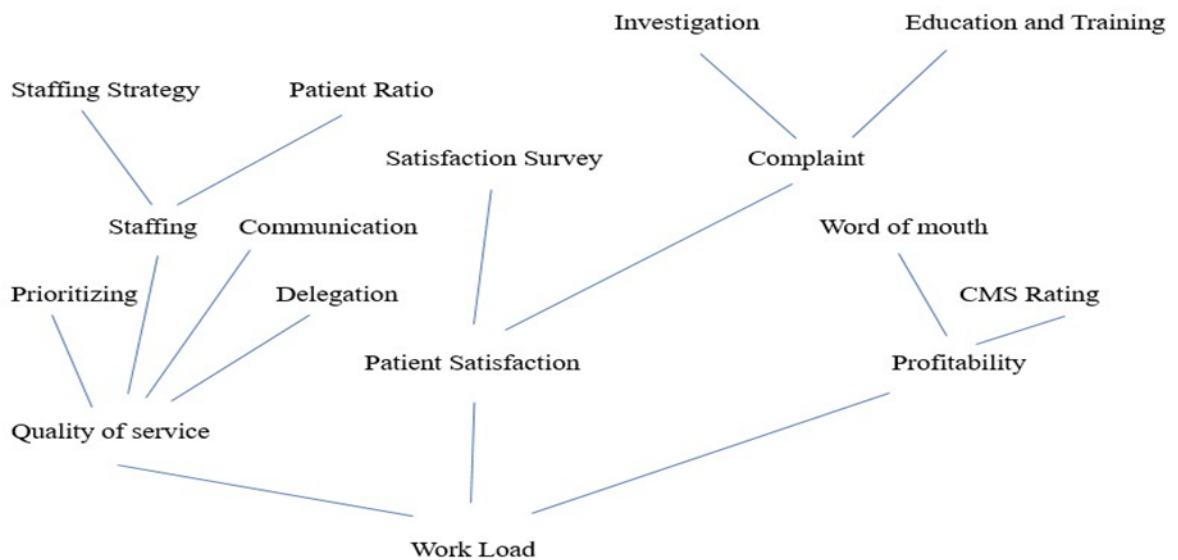 Investigation
Education and Training
Staffing Strategy
Patient Ratio
Satisfaction Survey
Complaint
Staffing
Communication
Word of mouth
Prioritizing
Delegation
CMS Rating
Patient Satisfaction
Profitability
Quality of service
Work Load